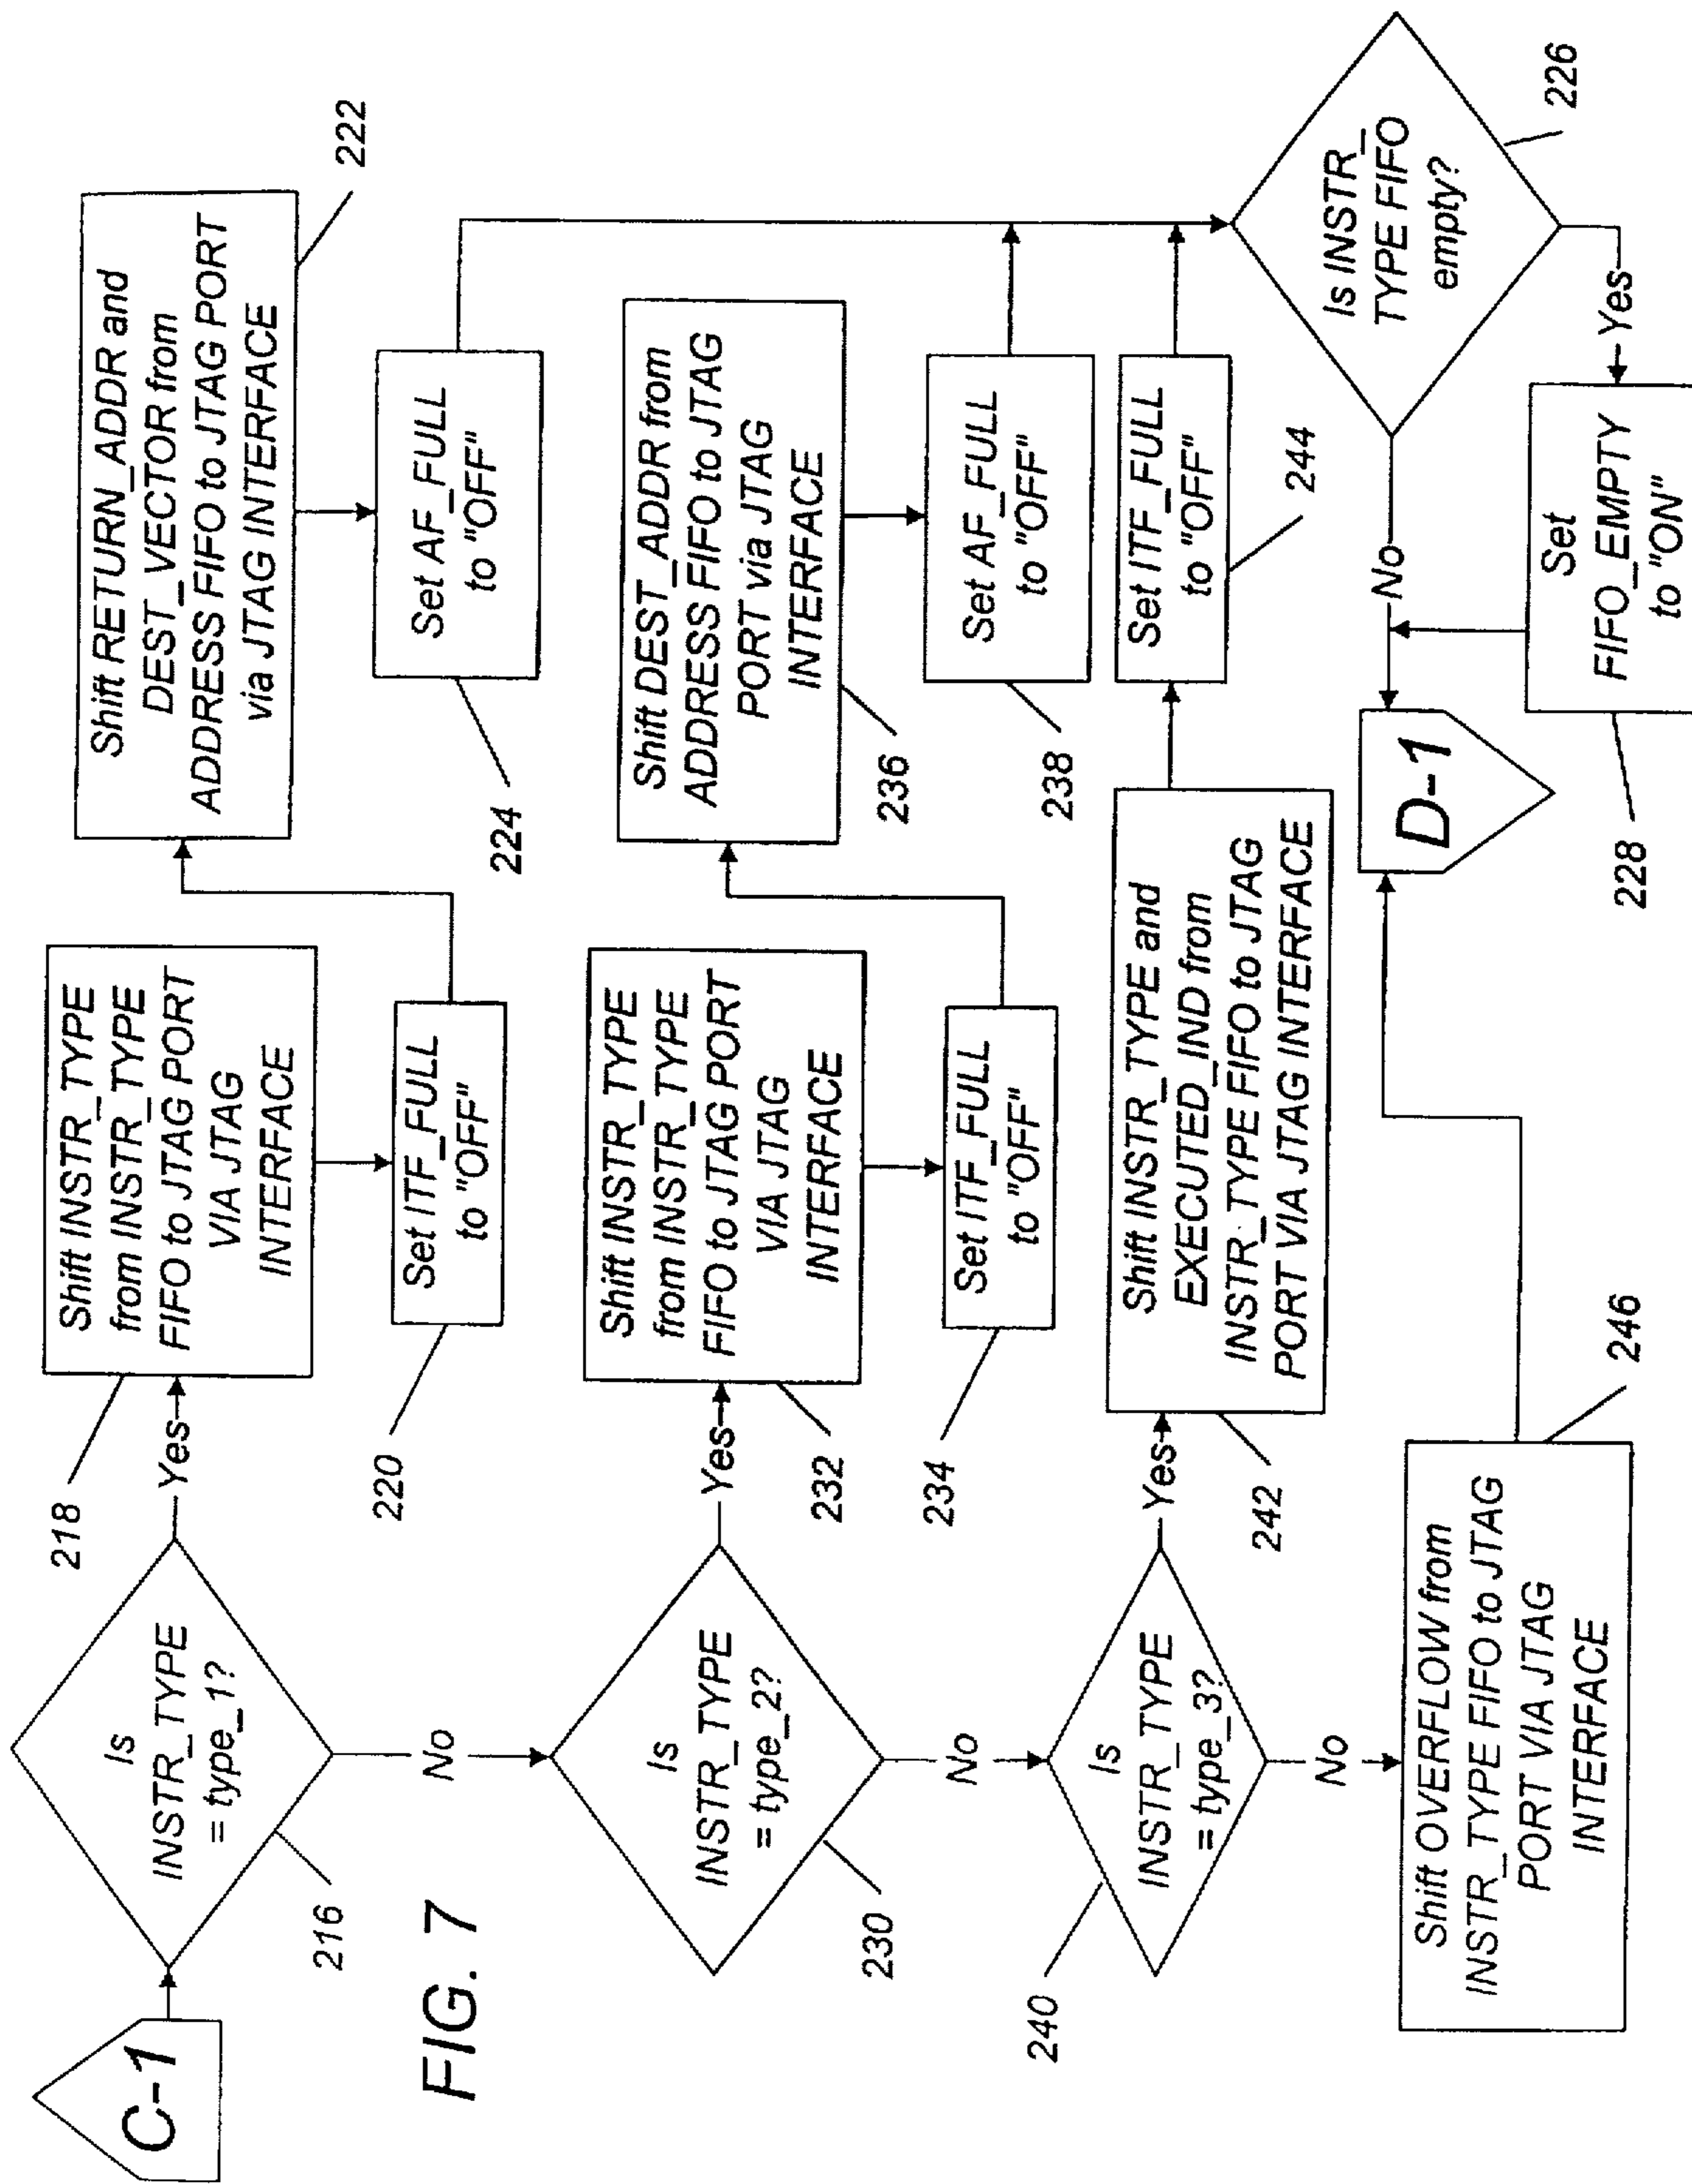 C-1
Is
INSTR_TYPE
= type_1?
216
Yes
No
218
Shift INSTR_TYPE
from INSTR_TYPE
FIFO to JTAG PORT
VIA JTAG
INTERFACE
220
Set ITF_FULL
to "OFF"
Shift RETURN_ADDR and
DEST_VECTOR from
ADDRESS FIFO to JTAG PORT
via JTAG INTERFACE
222
224
Set AF_FULL
to "OFF"
FIG. 7
Is
INSTR_TYPE
= type_2?
230
Yes
No
Shift INSTR_TYPE
from INSTR_TYPE
FIFO to JTAG PORT
VIA JTAG
INTERFACE
232
234
Set ITF_FULL
to "OFF"
Shift DEST_ADDR from
ADDRESS FIFO to JTAG
PORT via JTAG
INTERFACE
236
238
Set AF_FULL
to "OFF"
240
Is
INSTR_TYPE
= type_3?
Yes
No
Shift INSTR_TYPE and
EXECUTED_IND from
INSTR_TYPE FIFO to JTAG
PORT VIA JTAG INTERFACE
242
Set ITF_FULL
to "OFF"
244
Is INSTR_
TYPE FIFO
empty?
226
No
Yes
Set
FIFO_EMPTY
to "ON"
228
D-1
Shift OVERFLOW from
INSTR_TYPE FIFO to JTAG
PORT VIA JTAG
INTERFACE
246